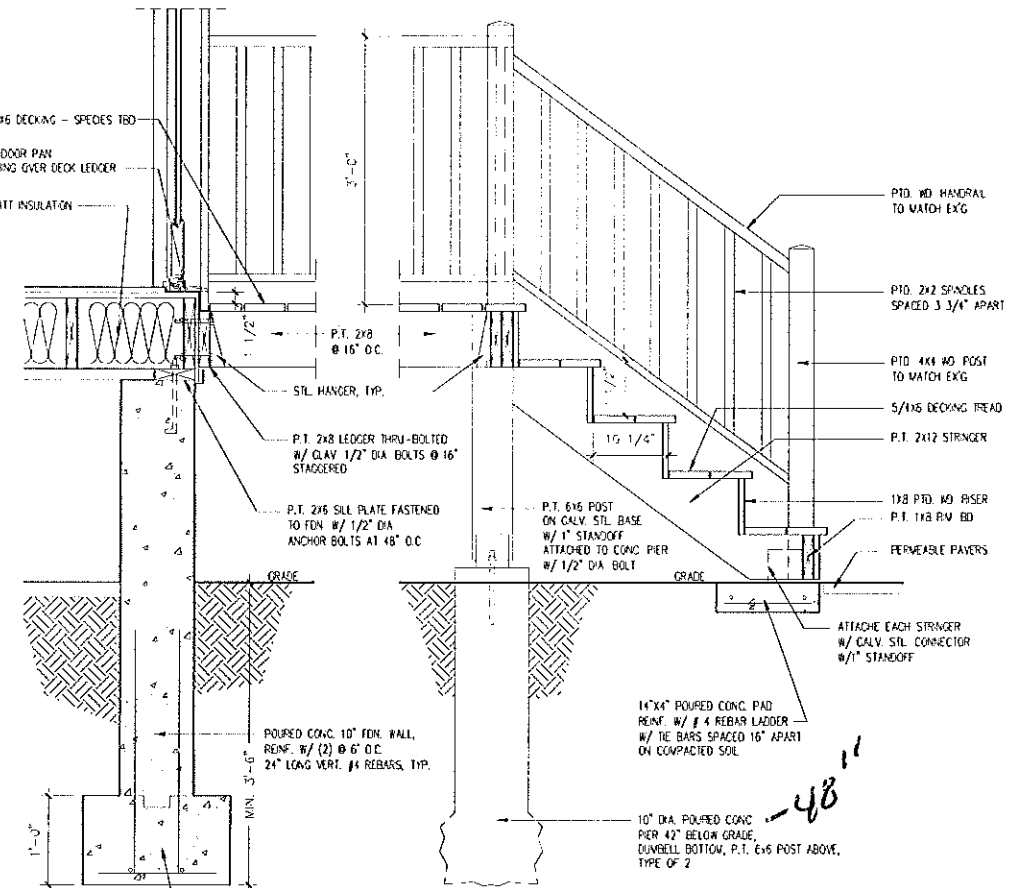 x6 DECKING - SPECIES TBD
DOOR PAN
ING OVER DECK LEDGER
TT INSULATION
3'-0"
1 1/2"
P.T. 2X8
@ 16" O.C.
STL. HANGER, TYP.
P.T. 2X8 LEDGER THRU-BOLTED
W/ GLAV 1/2" DIA BOLTS @ 16"
STAGGERED
P.T. 2X6 SILL PLATE FASTENED
TO FDN. W/ 1/2" DIA
ANCHOR BOLTS AT 48" O.C
P.T. 6X6 POST
ON GALV. STL. BASE
W/ 1" STANDOFF
ATTACHED TO CONC PIER
W/ 1/2" DIA BOLT
10 1/4"
PTD. WD. HANDRAIL
TO MATCH EX'G
PTD. 2X2 SPINDLES
SPACED 3 3/4" APART
PTD 4X4 WD POST
TO MATCH EX'G
5/4X6 DECKING TREAD
P.T. 2X12 STRINGER
1X8 PTD. WD RISER
P.T. 1X8 RIM BD
PERMEABLE PAVERS
GRADE
GRADE
ATTACHE EACH STRINGER
W/ GALV. STL CONNECTOR
W/1" STANDOFF
14"X4" POURED CONC. PAD
REINF. W/ # 4 REBAR LADDER
W/ TIE BARS SPACED 16" APART
ON COMPACTED SOIL
POURED CONC. 10" FDN. WALL,
REINF. W/ (2) @ 6" O.C.
24" LONG VERT. #4 REBARS, TYP.
MIN. 3'-6"
1'-0"
48"
10" DIA. POURED CONC
PIER 42" BELOW GRADE,
DUMBELL BOTTOM, P.T. 6x6 POST ABOVE,
TYPE OF 2